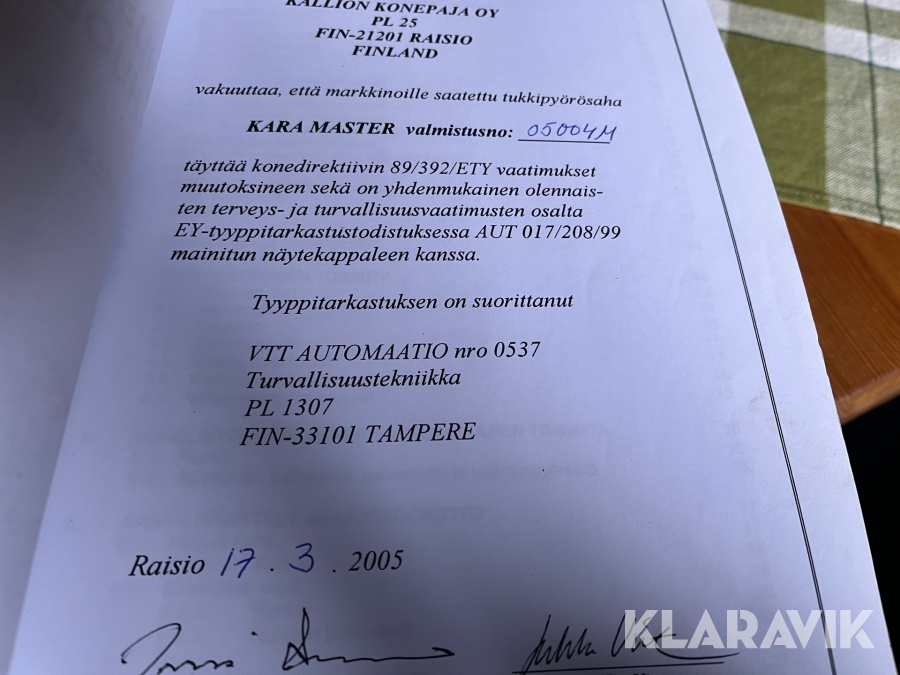 KALLION KONEPAJA OY
PL 25
FIN-21201 RAISIO
FINLAND
vakuuttaa, että markkinoille saatettu tukkipyörösaha
KARA MASTER valmistusno: 05004M
täyttää konedirektiivin 89/392/ETY vaatimukset
muutoksineen sekä on yhdenmukainen olennais-
ten terveys- ja turvallisuusvaatimusten osalta
EY-tyyppitarkastustodistuksessa AUT 017/208/99
mainitun näytekappaleen kanssa.
Tyyppitarkastuksen on suorittanut
VTT AUTOMAATIO nro 0537
Turvallisuustekniikka
PL 1307
FIN-33101 TAMPERE
Raisio 17 . 3 . 2005
KLARAVIK